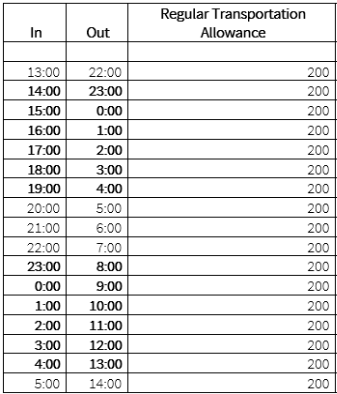 In Out Regular Transportation Allowance
13:00 22:00 200
14:00 23:00 200
15:00 0:00 200
16:00 1:00 200
17:00 2:00 200
18:00 3:00 200
19:00 4:00 200
20:00 5:00 200
21:00 6:00 200
22:00 7:00 200
23:00 8:00 200
0:00 9:00 200
1:00 10:00 200
2:00 11:00 200
3:00 12:00 200
4:00 13:00 200
5:00 14:00 200